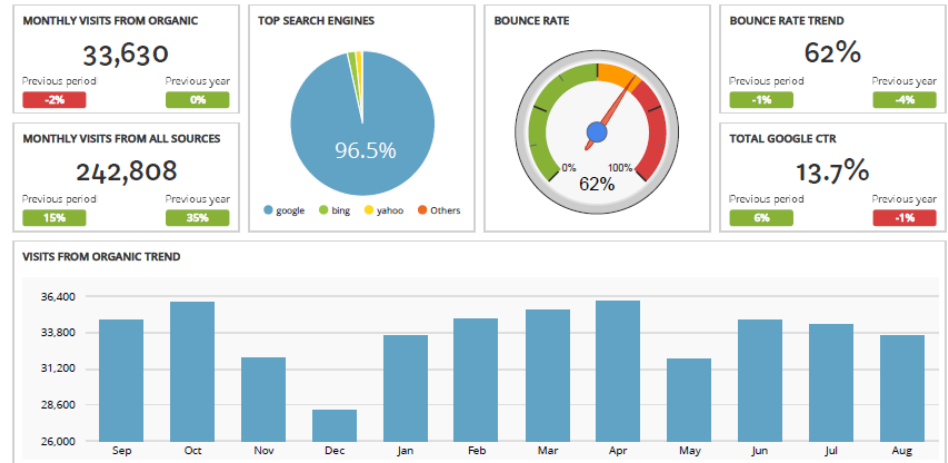 MONTHLY VISITS FROM ORGANIC
33,630
Previous period Previous year
-2% 0%
MONTHLY VISITS FROM ALL SOURCES
242,808
Previous period Previous year
15% 35%
TOP SEARCH ENGINES
96.5%
google bing yahoo Others
BOUNCE RATE
0% 100%
62%
BOUNCE RATE TREND
62%
Previous period Previous year
-1% -4%
TOTAL GOOGLE CTR
13.7%
Previous period Previous year
6% -1%
VISITS FROM ORGANIC TREND
36,400
33,800
31,200
28,600
26,000
Sep Oct Nov Dec Jan Feb Mar Apr May Jun Jul Aug